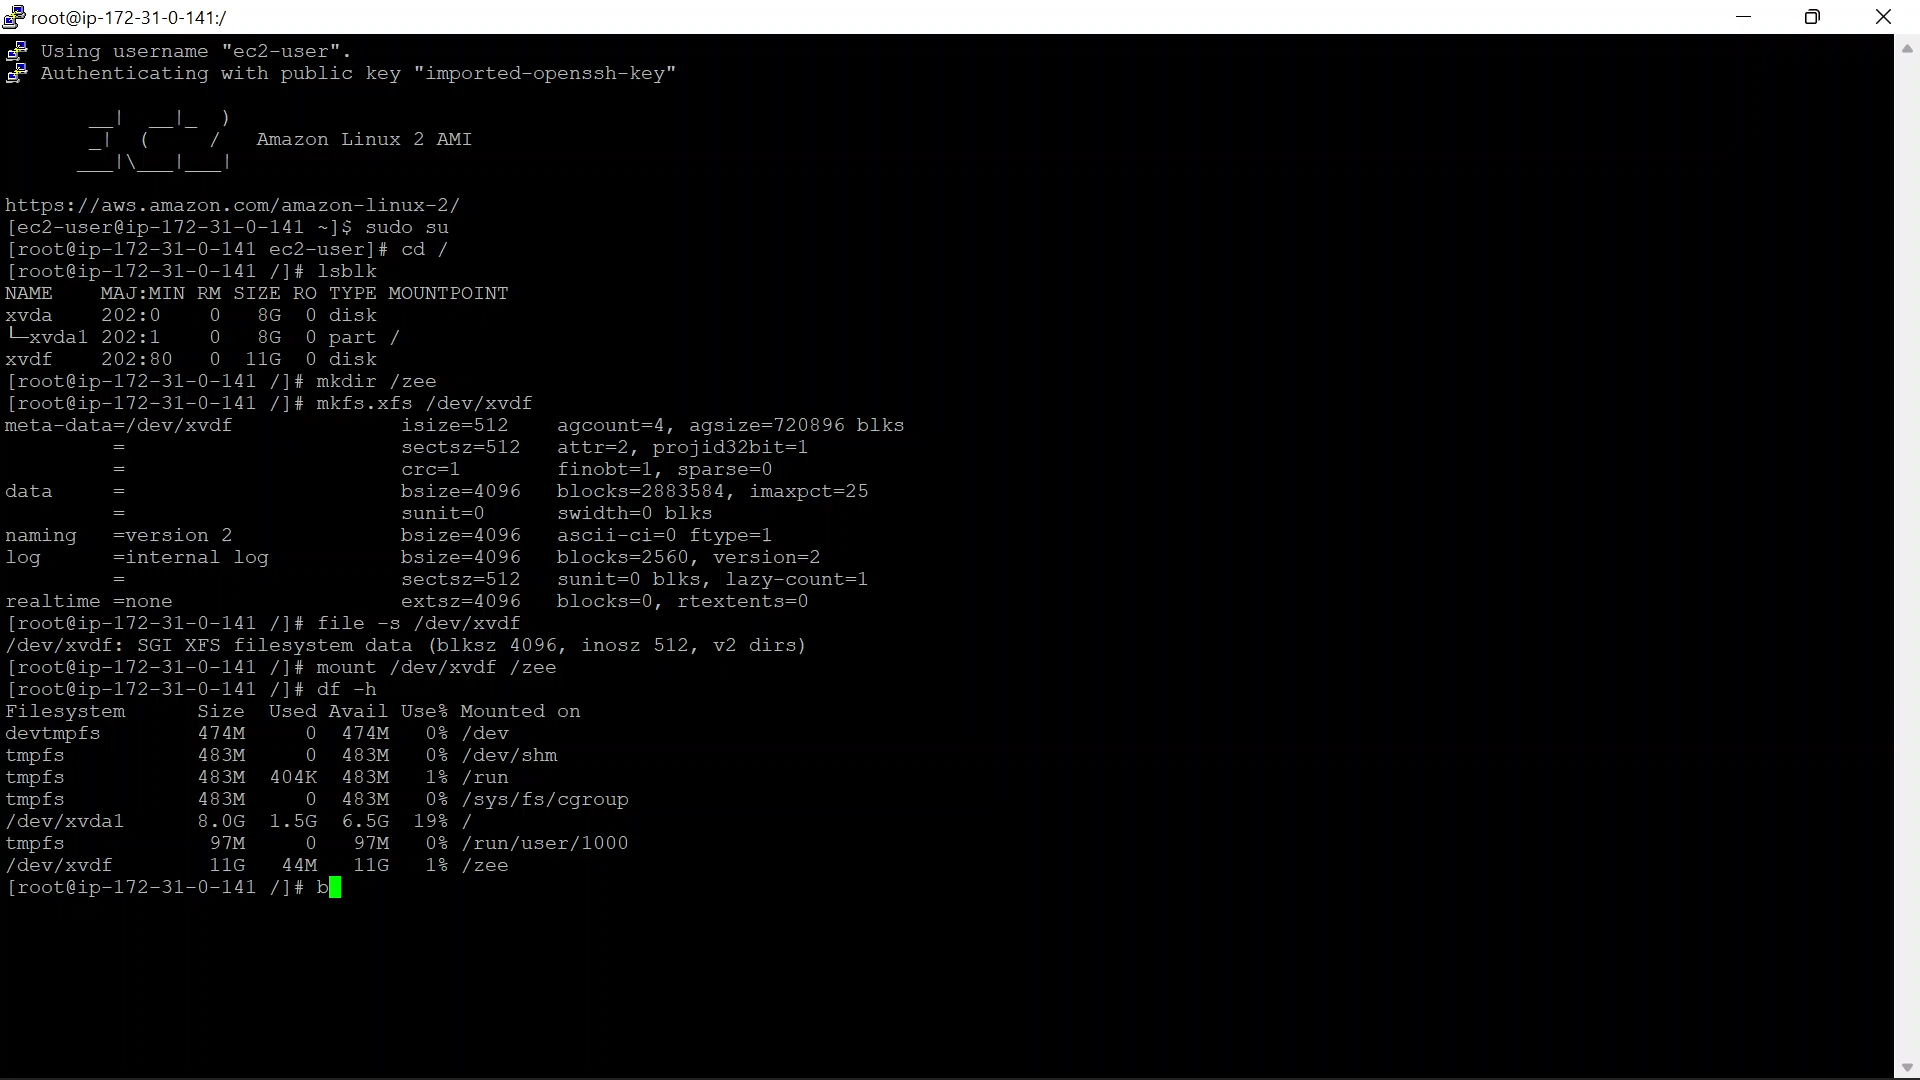 root@ip-172-31-0-141:/
Using username "ec2-user".
Authenticating with public key "imported-openssh-key"
       __|  __|_  )
       _|  (     /   Amazon Linux 2 AMI
      ___|\___|___|
https://aws.amazon.com/amazon-linux-2/
[ec2-user@ip-172-31-0-141 ~]$ sudo su
[root@ip-172-31-0-141 ec2-user]# cd /
[root@ip-172-31-0-141 /]# lsblk
NAME    MAJ:MIN RM SIZE RO TYPE MOUNTPOINT
xvda    202:0    0   8G  0 disk
└─xvda1 202:1    0   8G  0 part /
xvdf    202:80   0  11G  0 disk
[root@ip-172-31-0-141 /]# mkdir /zee
[root@ip-172-31-0-141 /]# mkfs.xfs /dev/xvdf
meta-data=/dev/xvdf              isize=512    agcount=4, agsize=720896 blks
         =                       sectsz=512   attr=2, projid32bit=1
         =                       crc=1        finobt=1, sparse=0
data     =                       bsize=4096   blocks=2883584, imaxpct=25
         =                       sunit=0      swidth=0 blks
naming   =version 2              bsize=4096   ascii-ci=0 ftype=1
log      =internal log           bsize=4096   blocks=2560, version=2
         =                       sectsz=512   sunit=0 blks, lazy-count=1
realtime =none                   extsz=4096   blocks=0, rtextents=0
[root@ip-172-31-0-141 /]# file -s /dev/xvdf
/dev/xvdf: SGI XFS filesystem data (blksz 4096, inosz 512, v2 dirs)
[root@ip-172-31-0-141 /]# mount /dev/xvdf /zee
[root@ip-172-31-0-141 /]# df -h
Filesystem      Size  Used Avail Use% Mounted on
devtmpfs        474M     0  474M   0% /dev
tmpfs           483M     0  483M   0% /dev/shm
tmpfs           483M  404K  483M   1% /run
tmpfs           483M     0  483M   0% /sys/fs/cgroup
/dev/xvda1      8.0G  1.5G  6.5G  19% /
tmpfs            97M     0   97M   0% /run/user/1000
/dev/xvdf        11G   44M   11G   1% /zee
[root@ip-172-31-0-141 /]# b